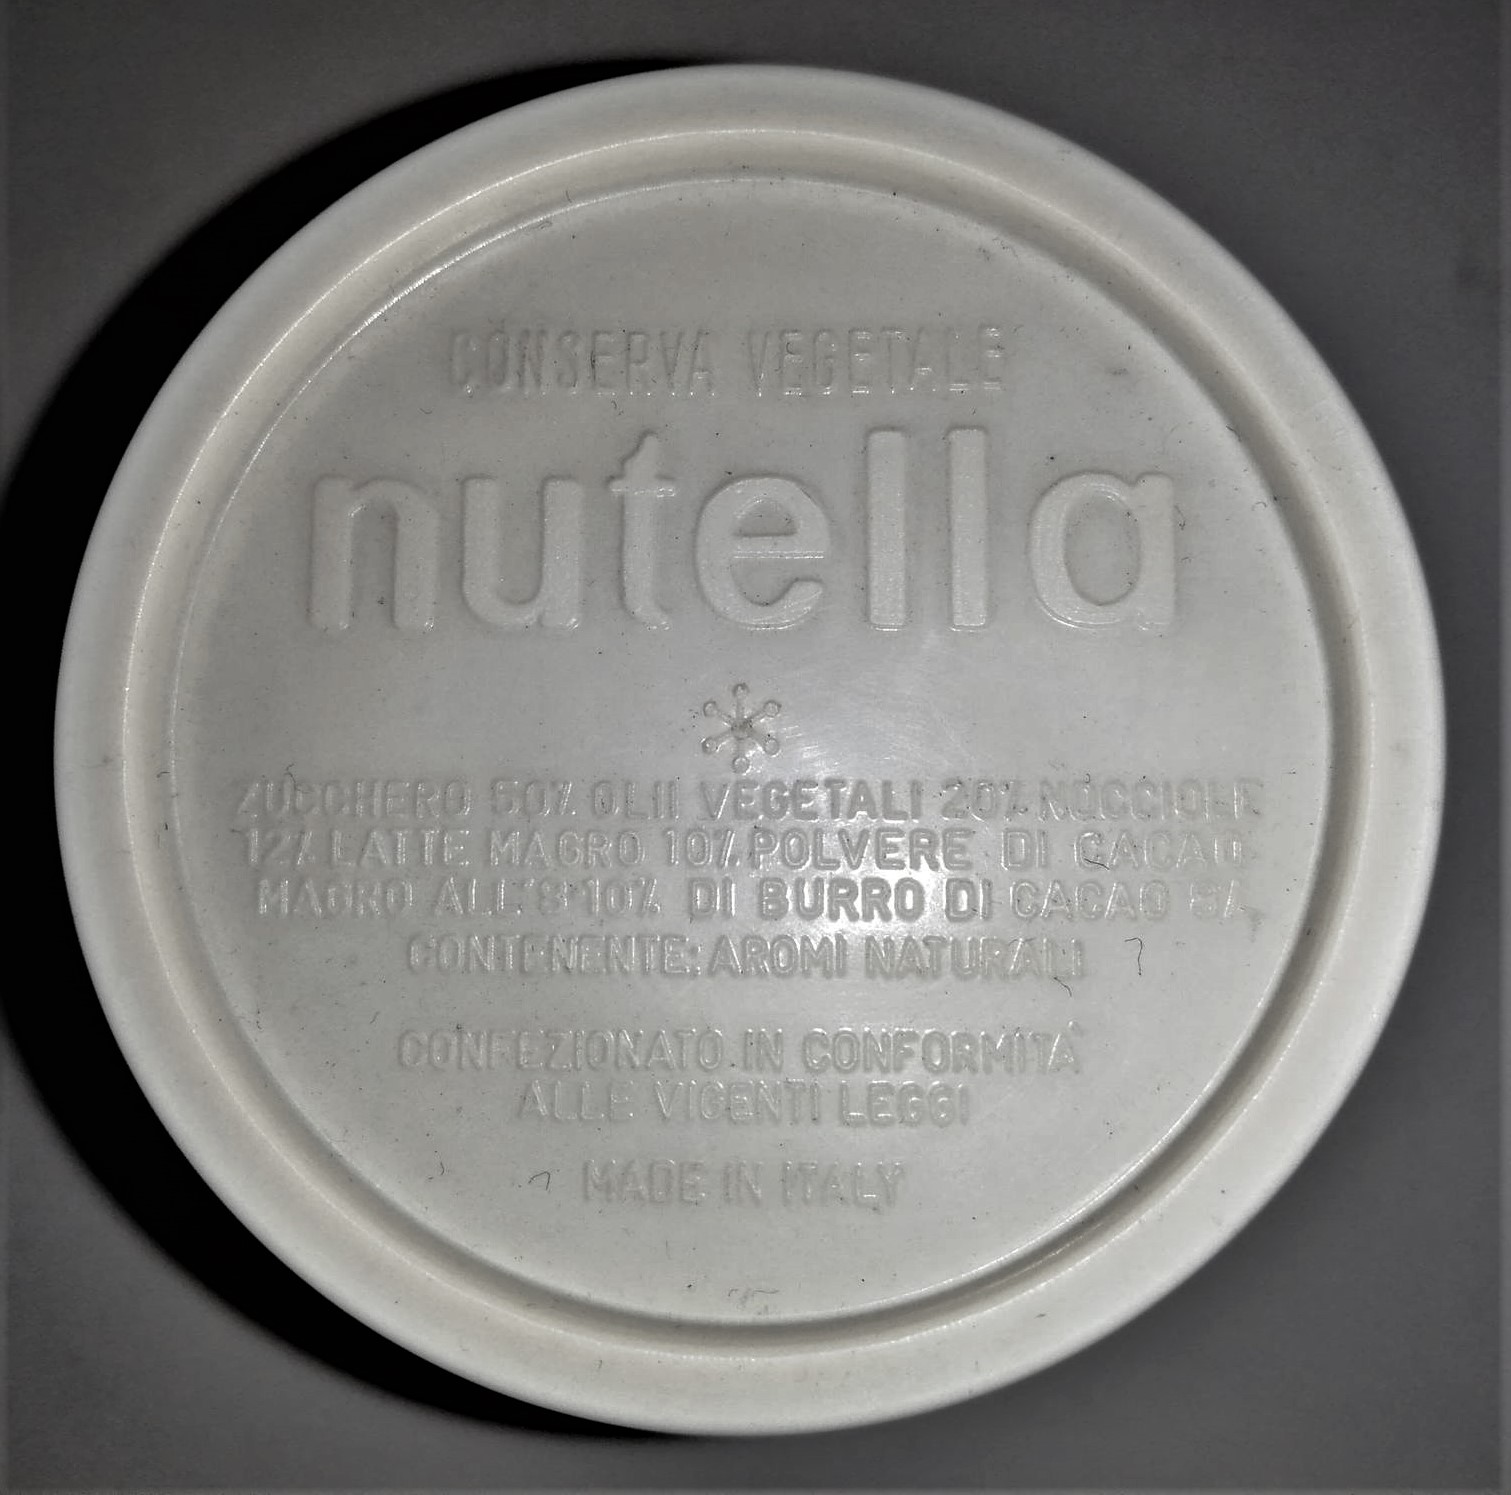 CONSERVA VEGETALE
nutella
ZUCCHERO 50% OLII VEGETALI 20% NOCCIOLE
12% LATTE MAGRO 10% POLVERE DI CACAO
MAGRO ALL'8-10% DI BURRO DI CACAO 8%
CONTENENTE: AROMI NATURALI
CONFEZIONATO IN CONFORMITÀ
ALLE VIGENTI LEGGI
MADE IN ITALY